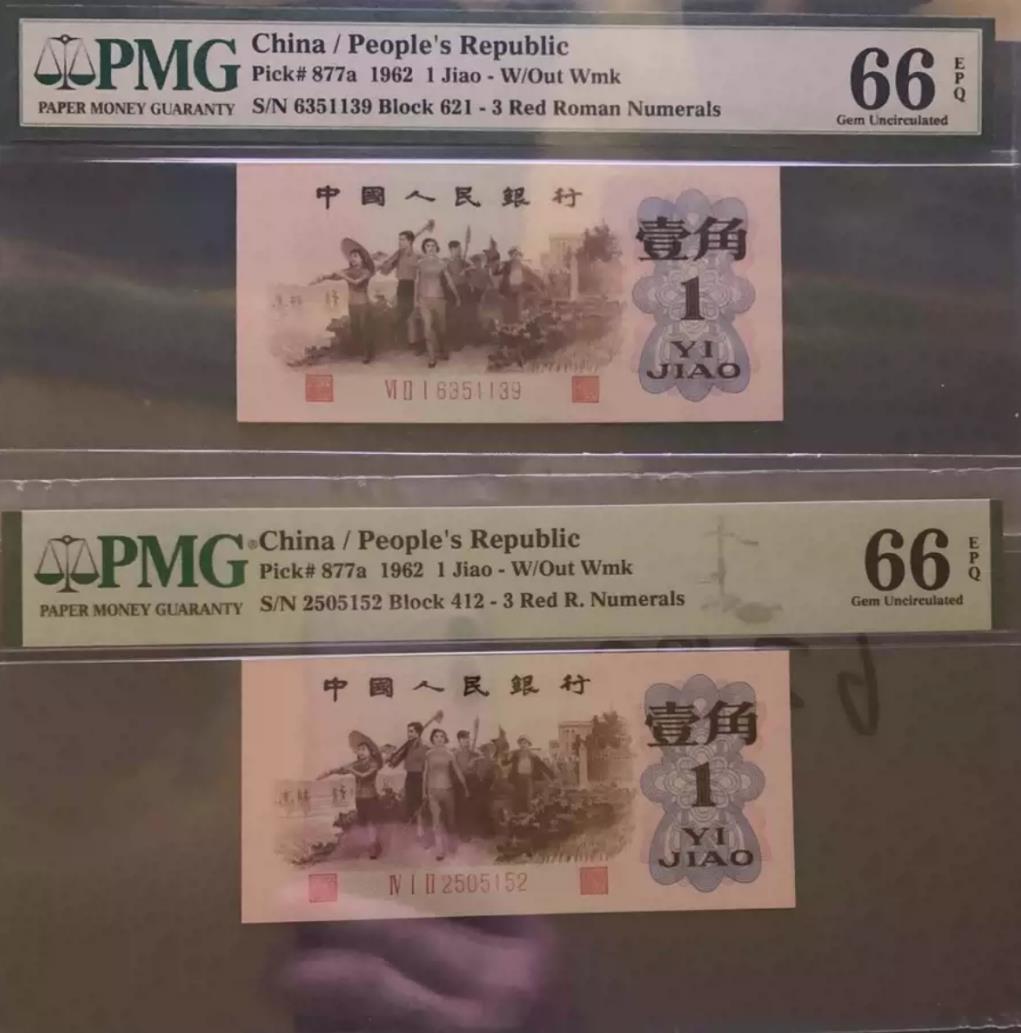 PMG
PAPER MONEY GUARANTY
China / People's Republic
Pick# 877a 1962 1 Jiao - W/Out Wmk
S/N 6351139 Block 621 - 3 Red Roman Numerals
66
EPQ
Gem Uncirculated
中國人民銀行
壹角
1
YI
JIAO
VI II I 6351139
PMG®
PAPER MONEY GUARANTY
China / People's Republic
Pick# 877a 1962 1 Jiao - W/Out Wmk
S/N 2505152 Block 412 - 3 Red R. Numerals
66
EPQ
Gem Uncirculated
中國人民銀行
壹角
1
YI
JIAO
IV I II 2505152